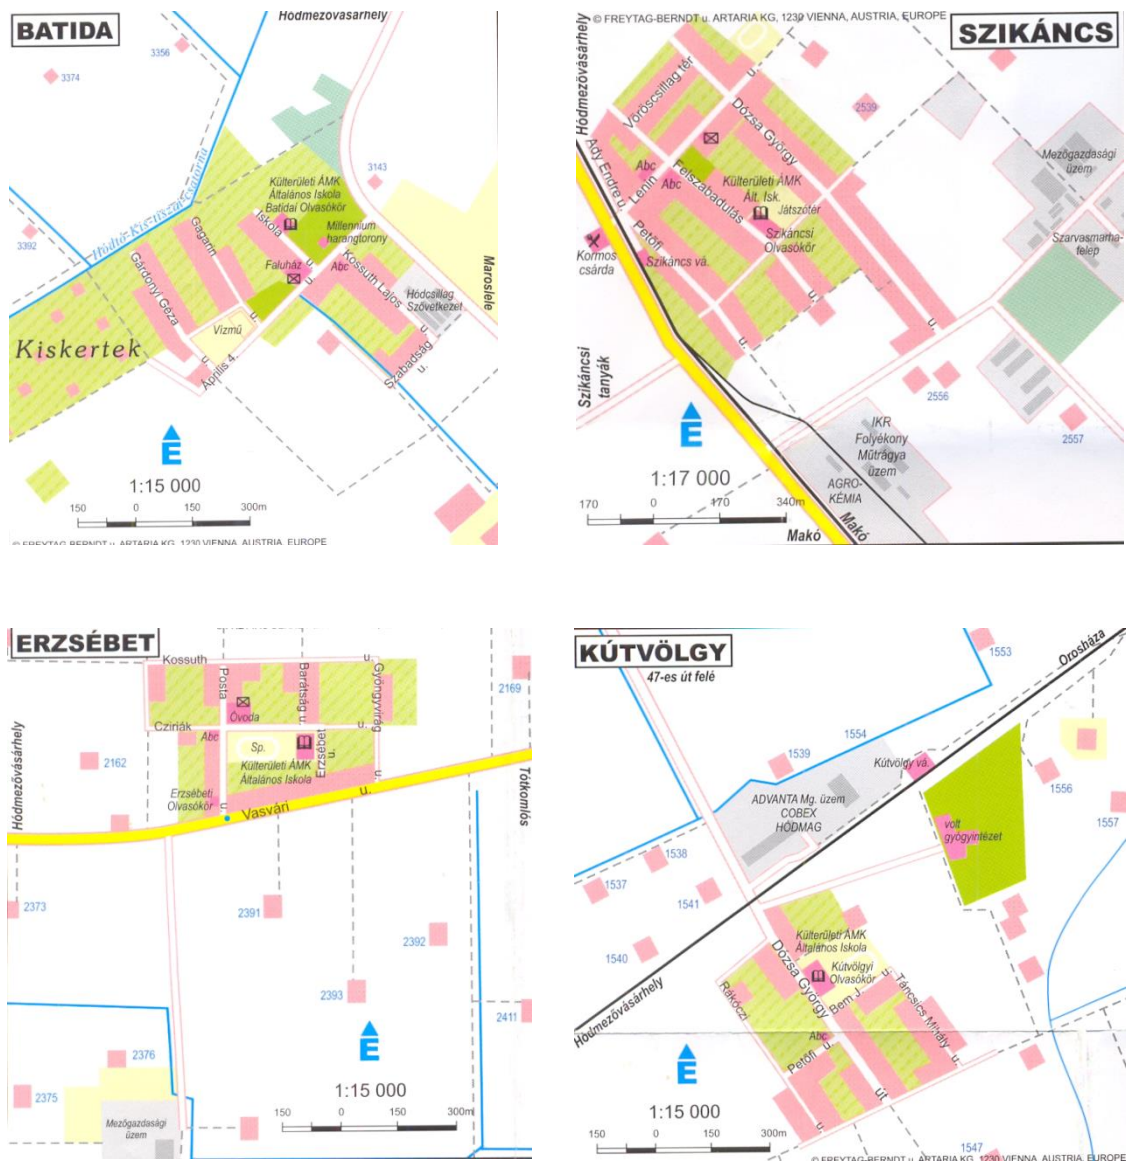 BATIDA
Hódmezővásárhely
3356
3374
3143
3392
Hódtó-Kis-tiszai-csatorna
Külterületi ÁMK
Általános Iskola
Batidai Olvasókör
Iskola
u.
Millennium
harangtorony
Gagarin
u.
Gárdonyi Géza
u.
Faluház
Abc
Kossuth Lajos
u.
Hódcsillag
Szövetkezet
Maroslele
Vízmű
Kiskertek
Április 4.
u.
Szabadság
u.
É
1:15 000
150 0 150 300m
© FREYTAG-BERNDT u. ARTARIA KG, 1230 VIENNA, AUSTRIA, EUROPE
© FREYTAG-BERNDT u. ARTARIA KG, 1230 VIENNA, AUSTRIA, EUROPE
SZIKÁNCS
Hódmezővásárhely
Vöröscsillag tér
u.
Dózsa György
u.
2539
Mezőgazdasági
üzem
Ady Endre u.
Abc
Lenin
u.
Abc
Felszabadulás
u.
Külterületi ÁMK
Ált. Isk.
Játszótér
Szikáncsi
Olvasókör
Petőfi
u.
Szikáncs vá.
Kormos
csárda
Szarvasmarha-
telep
Szikáncsi
tanyák
2556
2557
IKR
Folyékony
Műtrágya
üzem
AGRO-
KÉMIA
É
1:17 000
170 0 170 340m
Makó
Makó
ERZSÉBET
Kossuth
u.
Posta
u.
Barátság u.
Gyöngyvirág
u.
2169
Óvoda
Czirják
u.
Abc
Sp.
Erzsébet
u.
Külterületi ÁMK
Általános Iskola
Hódmezővásárhely
2162
Erzsébeti
Olvasókör
Vasvári
u.
Tótkomlós
2373
2391
2392
2393
2411
2376
2375
Mezőgazdasági
üzem
É
1:15 000
150 0 150 300m
KÚTVÖLGY
47-es út felé
1553
Orosháza
1554
1539
Kútvölgy vá.
1556
1557
ADVANTA Mg. üzem
COBEX
HÓDMAG
volt
gyógyintézet
1538
1537
1541
1540
Külterületi ÁMK
Általános Iskola
Kútvölgyi
Olvasókör
Dózsa György
út
Bem J.
u.
Táncsics Mihály
u.
Rákóczi
u.
Abc
Petőfi
u.
Hódmezővásárhely
É
1:15 000
150 0 150 300m
1547
© FREYTAG-BERNDT u. ARTARIA KG, 1230 VIENNA, AUSTRIA, EUROPE